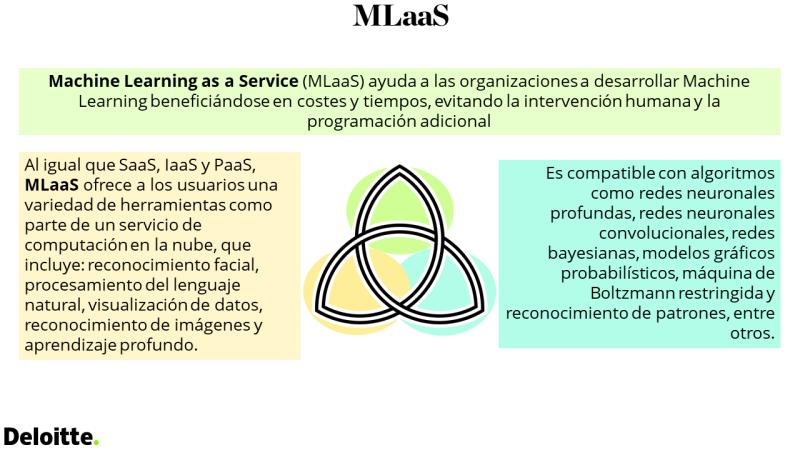 MLaaS
Machine Learning as a Service (MLaaS) ayuda a las organizaciones a desarrollar Machine
Learning beneficiándose en costes y tiempos, evitando la intervención humana y la
programación adicional
Al igual que SaaS, IaaS y PaaS,
MLaaS ofrece a los usuarios una
variedad de herramientas como
parte de un servicio de
computación en la nube, que
incluye: reconocimiento facial,
procesamiento del lenguaje
natural, visualización de datos,
reconocimiento de imágenes y
aprendizaje profundo.
Es compatible con algoritmos
como redes neuronales
profundas, redes neuronales
convolucionales, redes
bayesianas, modelos gráficos
probabilísticos, máquina de
Boltzmann restringida y
reconocimiento de patrones, entre
otros.
Deloitte.